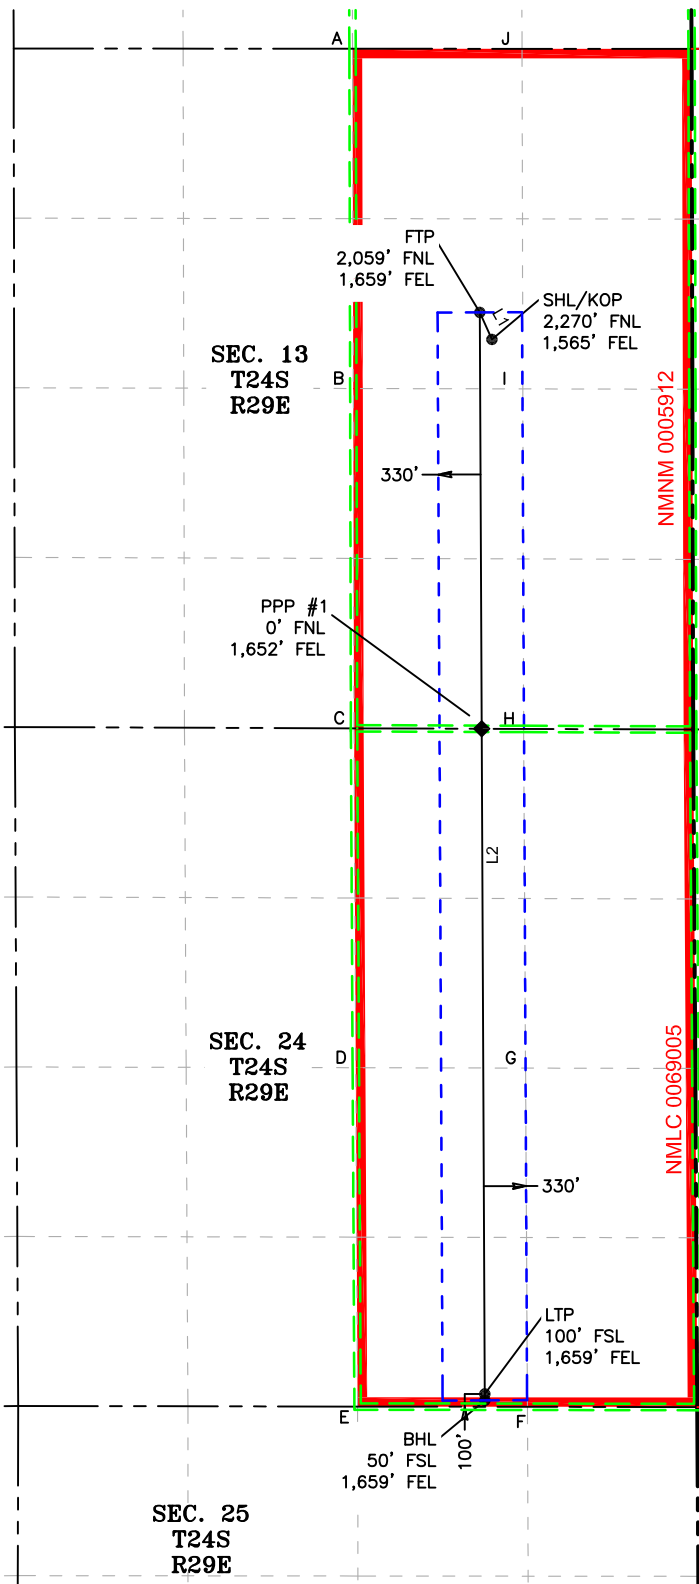 A
J
FTP
2,059' FNL
1,659' FEL
SHL/KOP
2,270' FNL
1,565' FEL
L1
SEC. 13
T24S
R29E
B
I
NMNM 0005912
330'
PPP #1
0' FNL
1,652' FEL
C
H
L2
SEC. 24
T24S
R29E
D
G
NMLC 0069005
330'
LTP
100' FSL
1,659' FEL
E
F
BHL
50' FSL
1,659' FEL
100'
SEC. 25
T24S
R29E